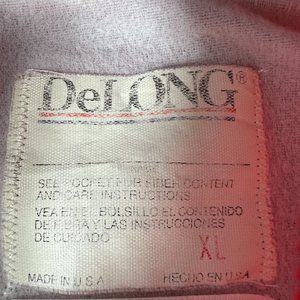 DeLONG®
SEE POCKET FOR FIBER CONTENT
AND CARE INSTRUCTIONS
VEA EN EL BOLSILLO EL CONTENIDO
DE FIBRA Y LAS INSTRUCCIONES
DE CUIDADO
XL
MADE IN U.S.A. HECHO EN U.S.A.